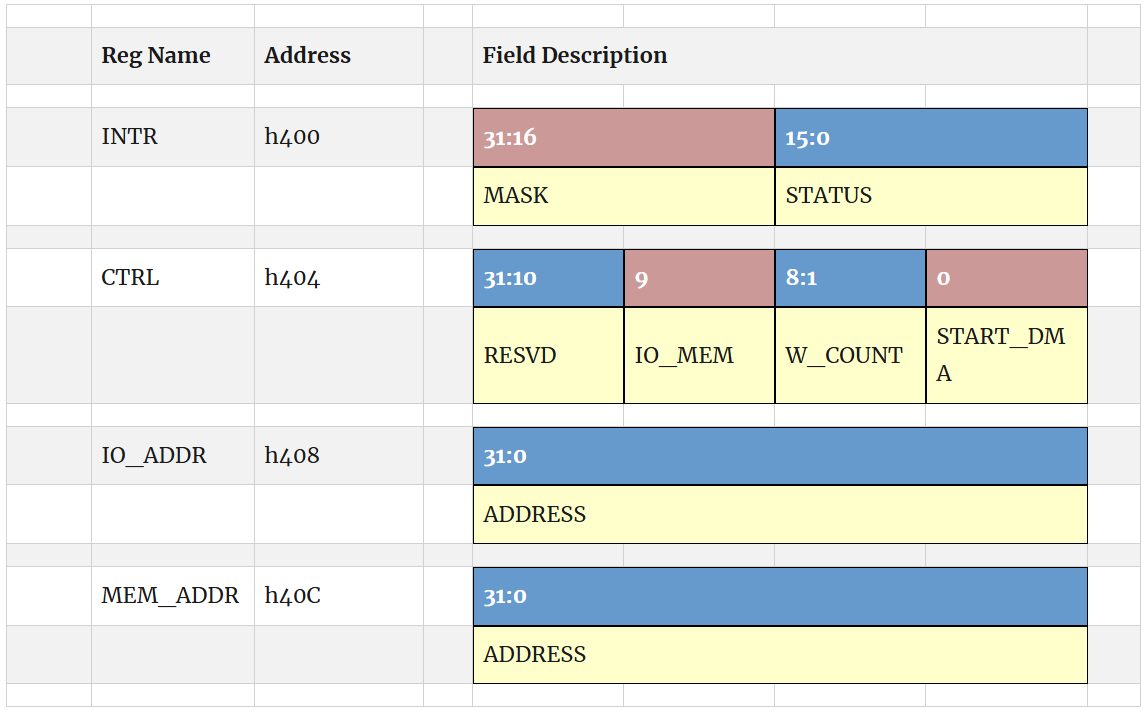 Reg Name Address Field Description
INTR h400 31:16 15:0
MASK STATUS
CTRL h404 31:10 9 8:1 0
RESVD IO_MEM W_COUNT START_DM
A
IO_ADDR h408 31:0
ADDRESS
MEM_ADDR h40C 31:0
ADDRESS